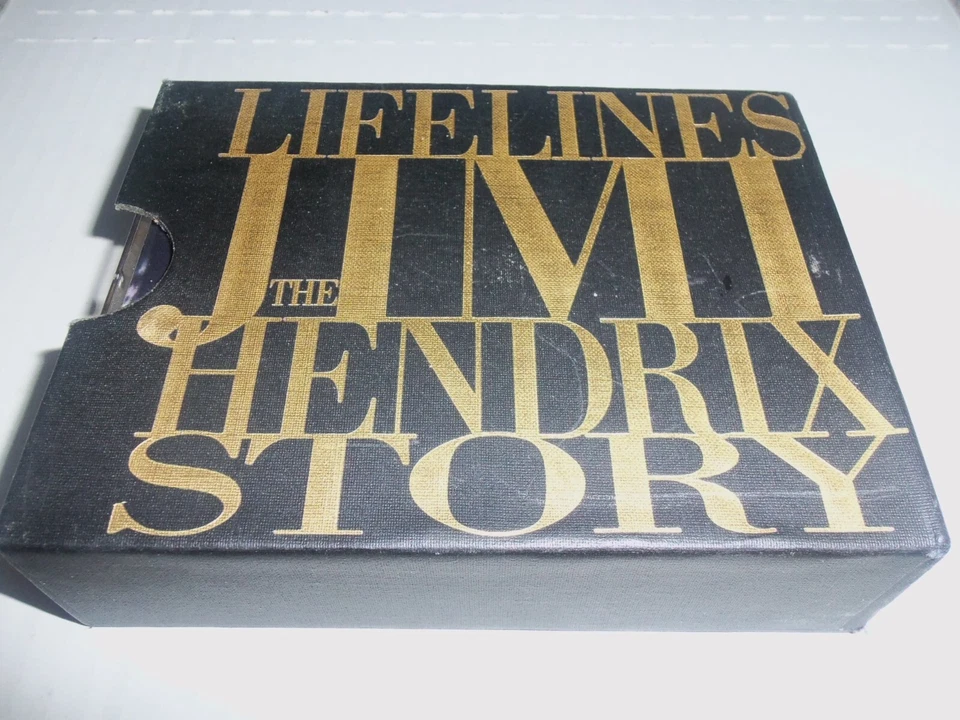 LIFELINES
THE
JIMI
HENDRIX
STORY